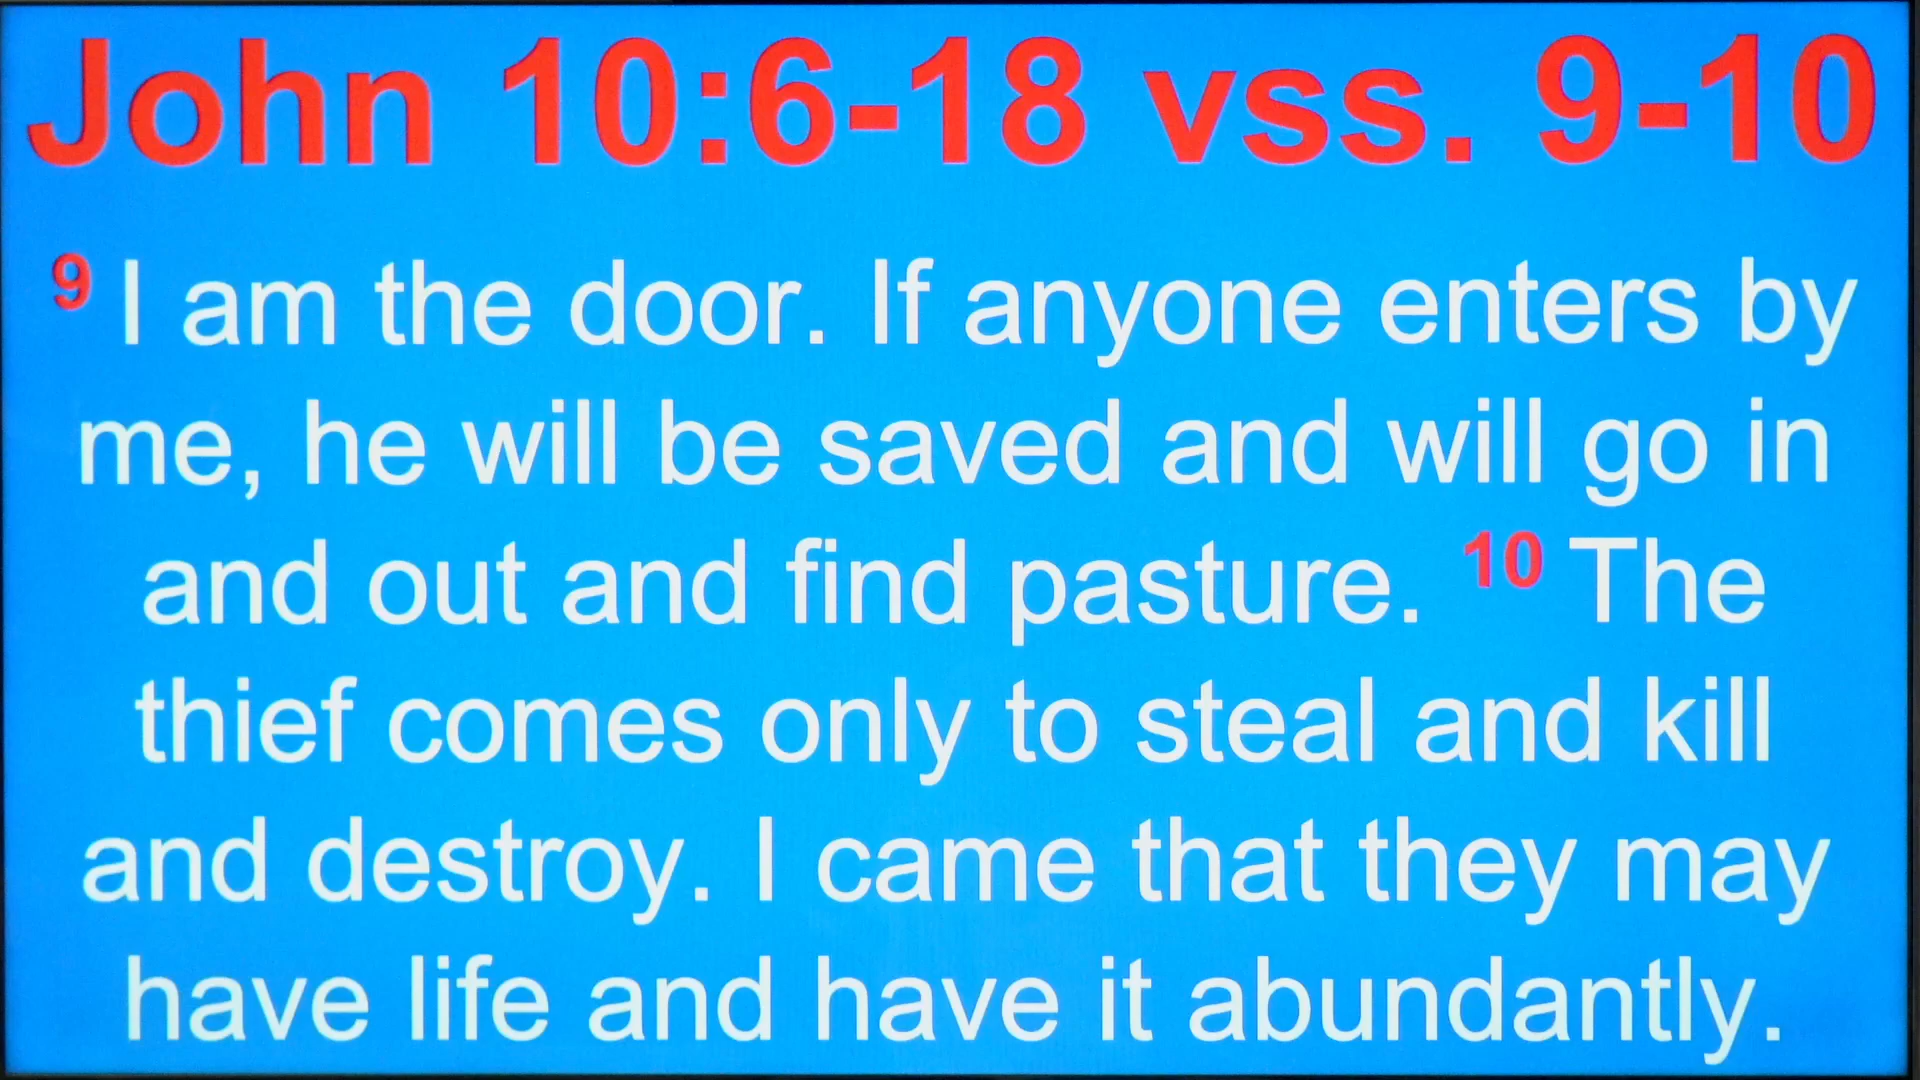 John 10:6-18 vss. 9-10
9 I am the door. If anyone enters by
me, he will be saved and will go in
and out and find pasture. 10 The
thief comes only to steal and kill
and destroy. I came that they may
have life and have it abundantly.